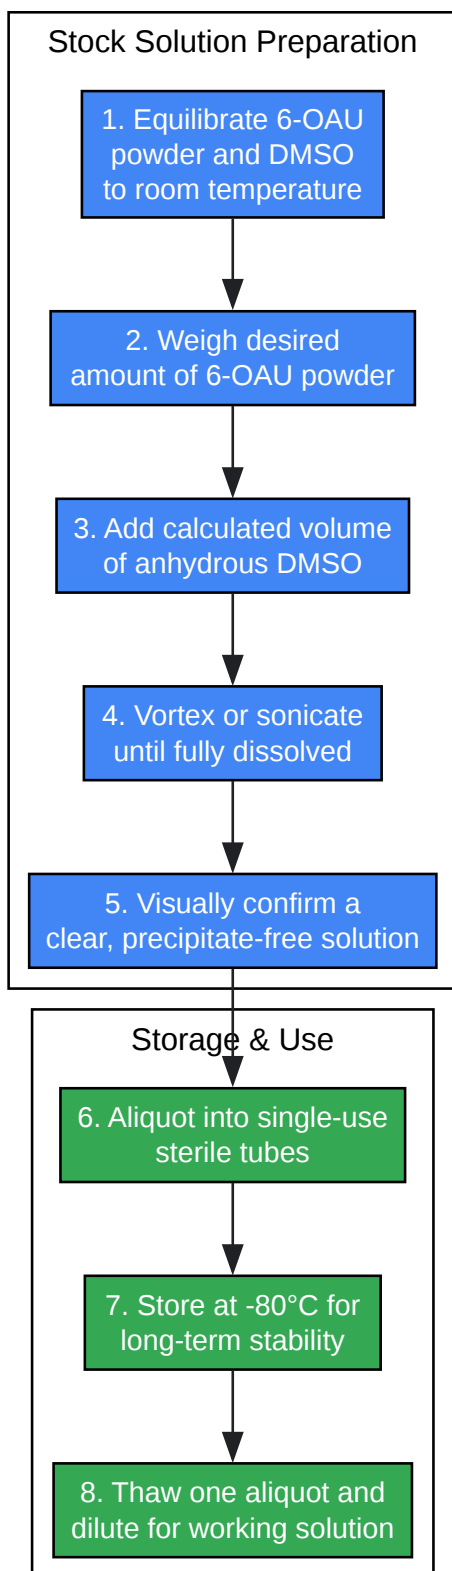 Stock Solution Preparation
1. Equilibrate 6-OAU
powder and DMSO
to room temperature
2. Weigh desired
amount of 6-OAU powder
3. Add calculated volume
of anhydrous DMSO
4. Vortex or sonicate
until fully dissolved
5. Visually confirm a
clear, precipitate-free solution
Storage & Use
6. Aliquot into single-use
sterile tubes
7. Store at -80°C for
long-term stability
8. Thaw one aliquot and
dilute for working solution